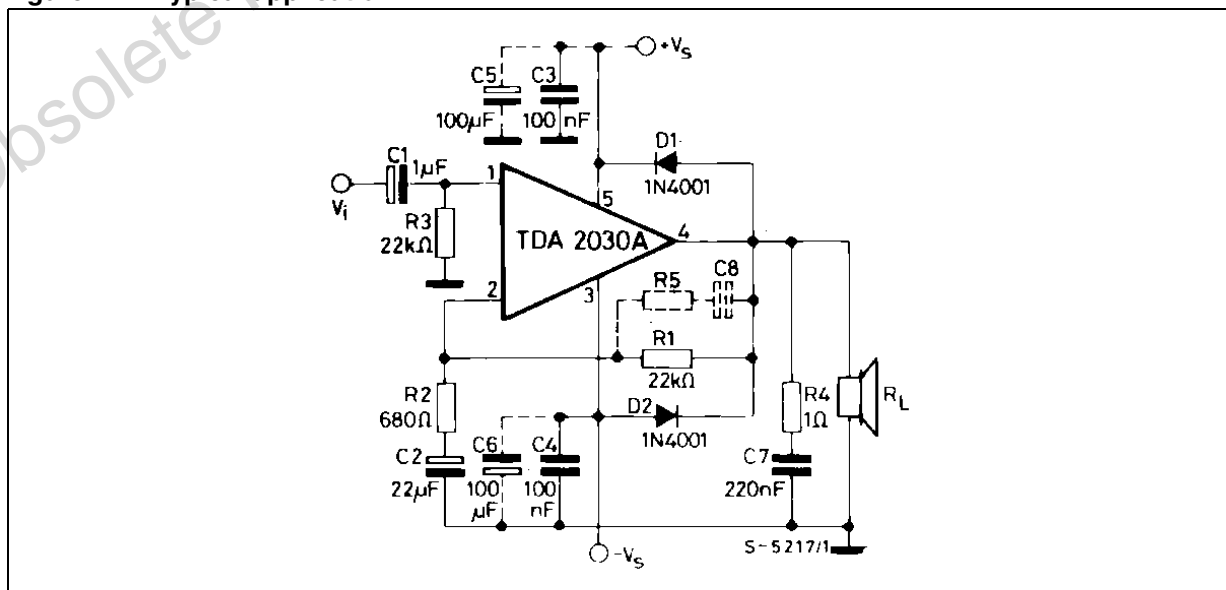 obsolete
+Vs
C5
C3
100μF
100 nF
D1
1N4001
C1
1μF
Vi
R3
22kΩ
1
5
TDA 2030A
4
2
3
R5
C8
R1
22kΩ
R2
680Ω
D2
1N4001
R4
1Ω
RL
C2
22μF
C6
100
μF
C4
100
nF
C7
220nF
-Vs
S-5217/1